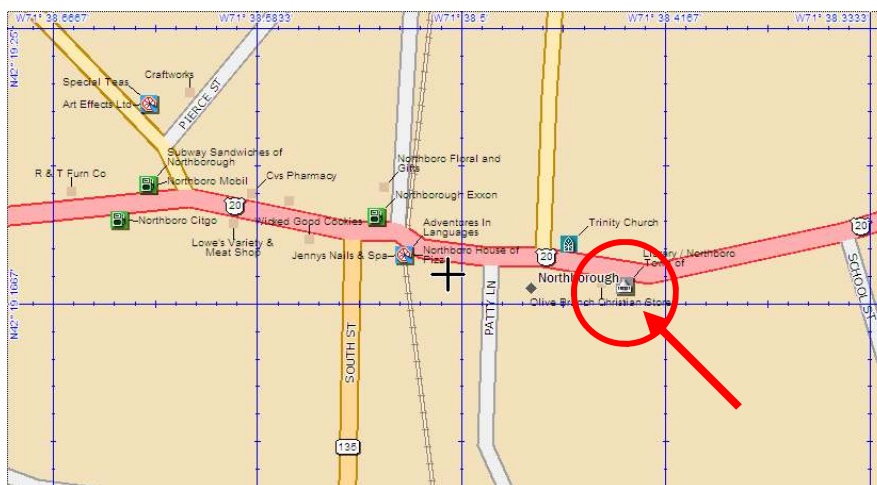 W71° 38.6667'
W71° 38.5833'
W71° 38.5'
W71° 38.4167'
W71° 38.3333'
N42° 19.25'
Craftworks
Special Teas
Art Effects Ltd
PIERCE ST
Subway Sandwiches of
Northborough
Northboro Floral and
Gifts
R & T Furn Co
Northboro Mobil
Cvs Pharmacy
Northborough Exxon
20
Northboro Citgo
Wicked Good Cookies
Adventures In
Languages
Trinity Church
20
Lowe's Variety &
Meat Shop
Jennys Nails & Spa
Northboro House of
Pizza
20
Library / Northboro
Town of
N42° 19.1667'
Northborough
Olive Branch Christian Store
PATTY LN
SCHOOL ST
SOUTH ST
135